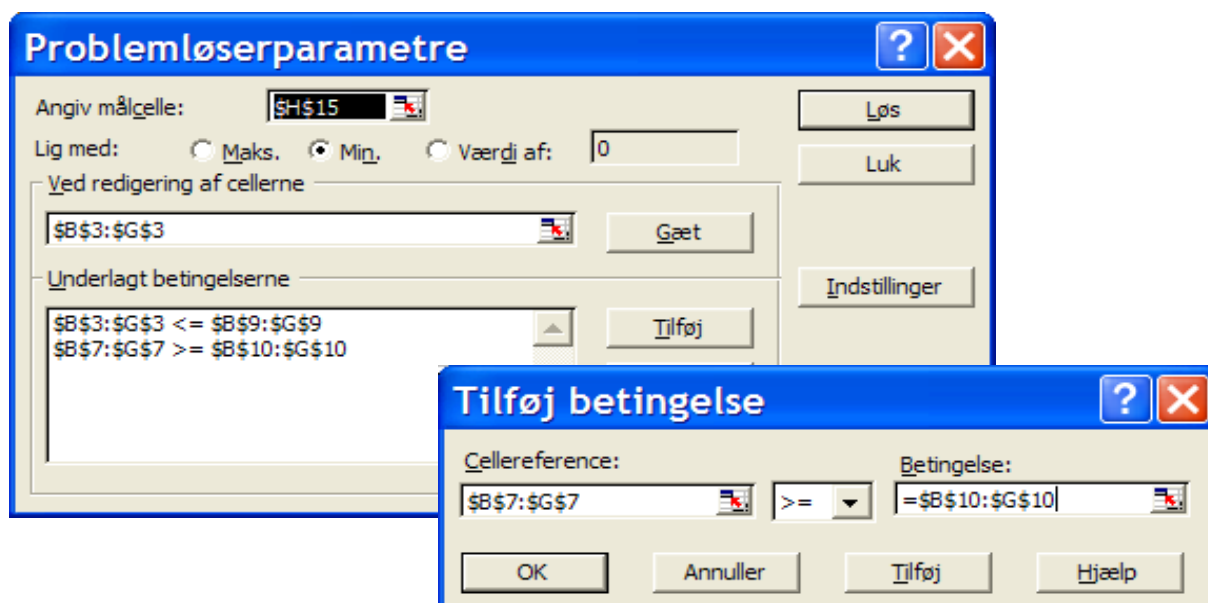 Problemløserparametre
Angiv målcelle: $H$15
Løs
Lig med: Maks. Min. Værdi af: 0
Luk
Ved redigering af cellerne
$B$3:$G$3
Gæt
Underlagt betingelserne
Indstillinger
$B$3:$G$3 <= $B$9:$G$9
$B$7:$G$7 >= $B$10:$G$10
Tilføj
Tilføj betingelse
Cellereference: Betingelse:
$B$7:$G$7 >= =$B$10:$G$10
OK Annuller Tilføj Hjælp